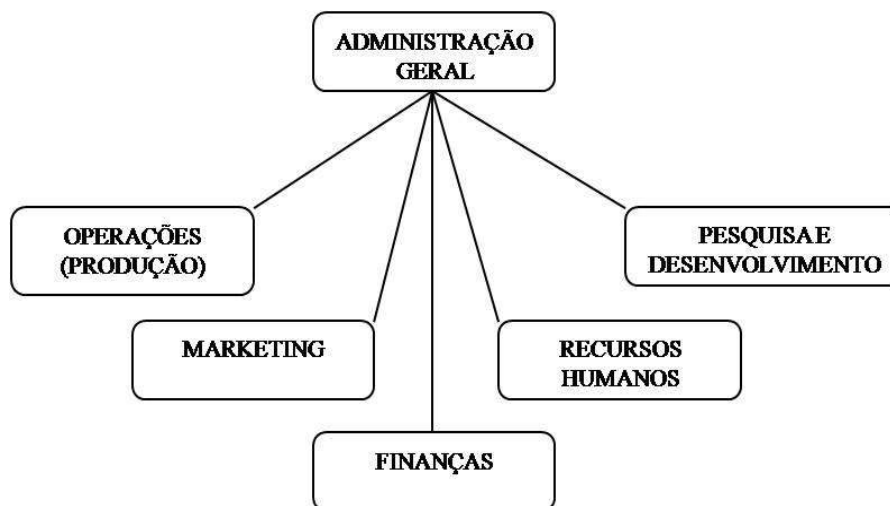 ADMINISTRAÇÃO
GERAL
OPERAÇÕES
(PRODUÇÃO)
PESQUISA E
DESENVOLVIMENTO
MARKETING
RECURSOS
HUMANOS
FINANÇAS